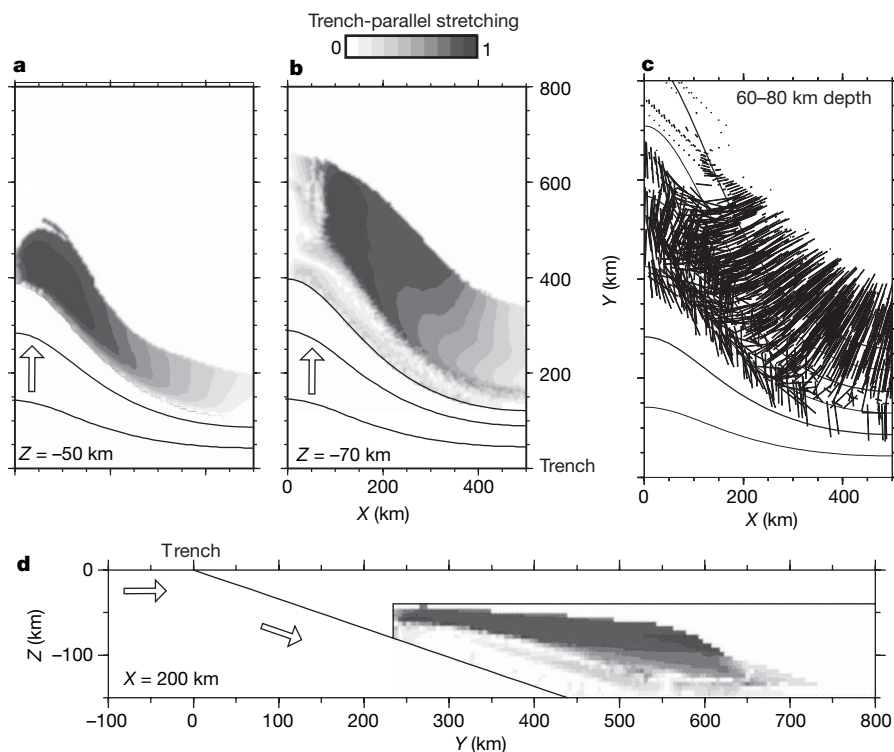 Trench-parallel stretching
0 1
a b c
800
600
400
200
Trench
Z = –50 km
Z = –70 km
0 200 400
X (km)
60–80 km depth
Y (km)
0 200 400
X (km)
d
Trench
0
–100
Z (km)
X = 200 km
–100 0 100 200 300 400 500 600 700 800
Y (km)